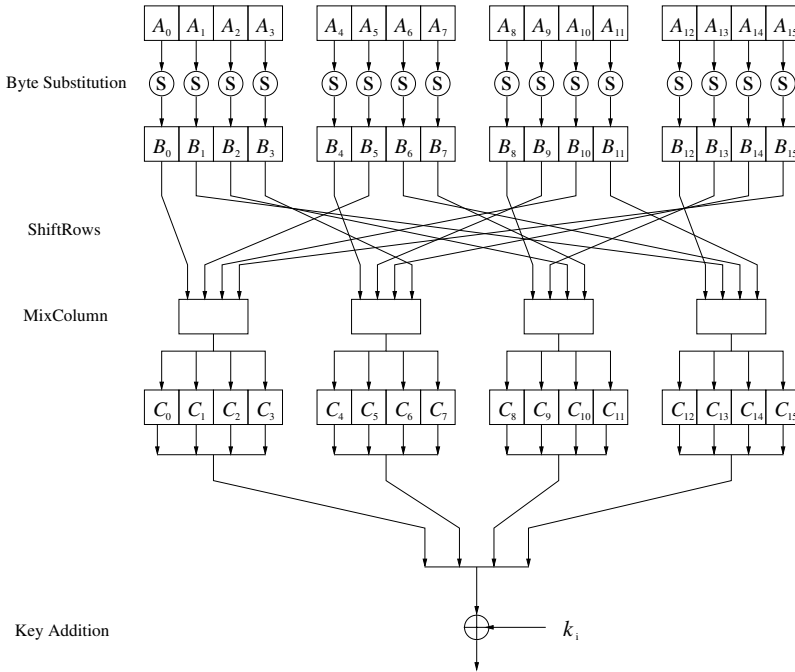 A₀ A₁ A₂ A₃ A₄ A₅ A₆ A₇ A₈ A₉ A₁₀ A₁₁ A₁₂ A₁₃ A₁₄ A₁₅
Byte Substitution S S S S S S S S S S S S S S S S
B₀ B₁ B₂ B₃ B₄ B₅ B₆ B₇ B₈ B₉ B₁₀ B₁₁ B₁₂ B₁₃ B₁₄ B₁₅
ShiftRows
MixColumn
C₀ C₁ C₂ C₃ C₄ C₅ C₆ C₇ C₈ C₉ C₁₀ C₁₁ C₁₂ C₁₃ C₁₄ C₁₅
Key Addition kᵢ